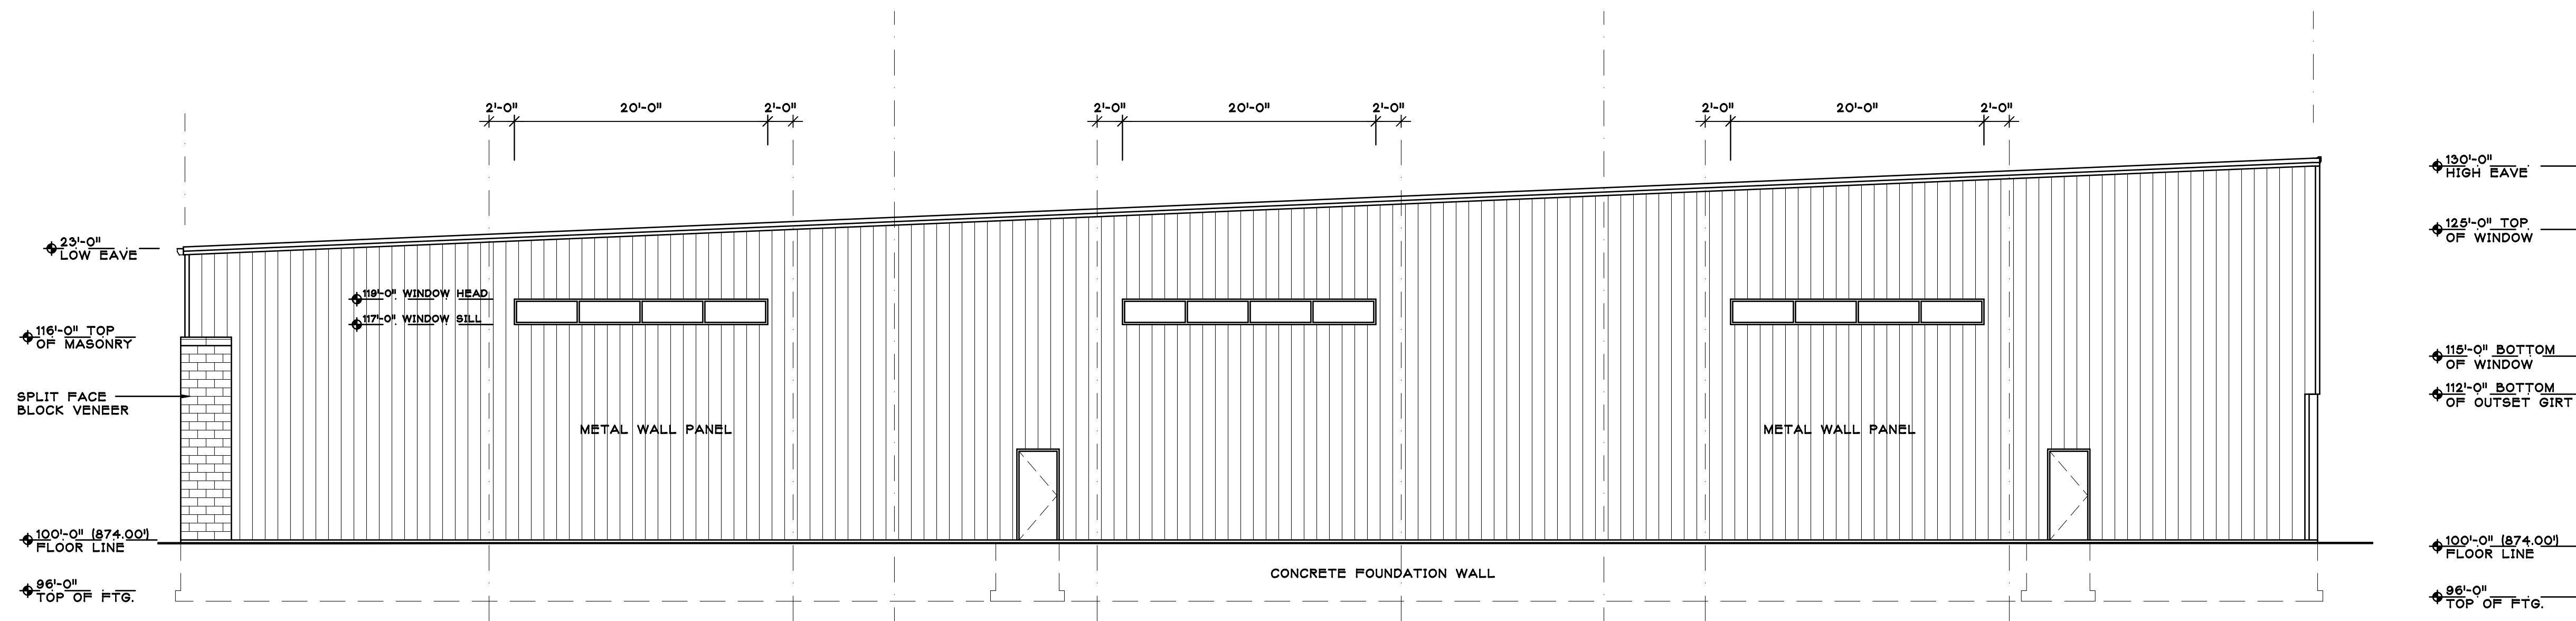 2'-0" 20'-0" 2'-0" 2'-0" 20'-0" 2'-0" 2'-0" 20'-0" 2'-0"
130'-0"
HIGH EAVE
125'-0" TOP
OF WINDOW
23'-0"
LOW EAVE
119'-0" WINDOW HEAD
117'-0" WINDOW SILL
116'-0" TOP
OF MASONRY
115'-0" BOTTOM
OF WINDOW
112'-0" BOTTOM
OF OUTSET GIRT
SPLIT FACE
BLOCK VENEER
METAL WALL PANEL METAL WALL PANEL
100'-0" (874.00')
FLOOR LINE
100'-0" (874.00')
FLOOR LINE
CONCRETE FOUNDATION WALL
96'-0"
TOP OF FTG.
96'-0"
TOP OF FTG.